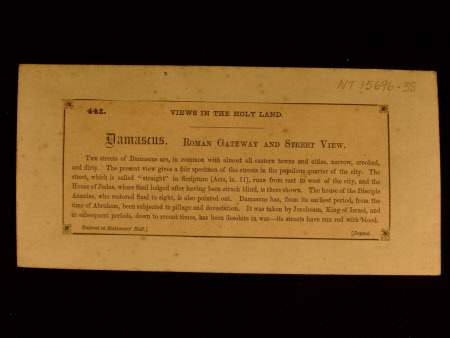 NT 15696-38
442.
VIEWS IN THE HOLY LAND.
Damascus. ROMAN GATEWAY AND STREET VIEW.
The streets of Damascus are, in common with almost all eastern towns and cities, narrow, crooked,
and dirty. The present view gives a fair specimen of the streets in the populous quarter of the city. The
street, which is called "straight" in Scripture (Acts, ix. 11), runs from east to west of the city, and the
House of Judas, where Saul lodged after having been struck blind, is there shown. The house of the Disciple
Ananias, who restored Saul to sight, is also pointed out. Damascus has, from its earliest period, from the
time of Abraham, been subjected to pillage and devastation. It was taken by Jeroboam, King of Israel, and
at subsequent periods, down to recent times, has been desolate in war—its streets have run red with blood.
Entered at Stationers' Hall.]
[Deposé.